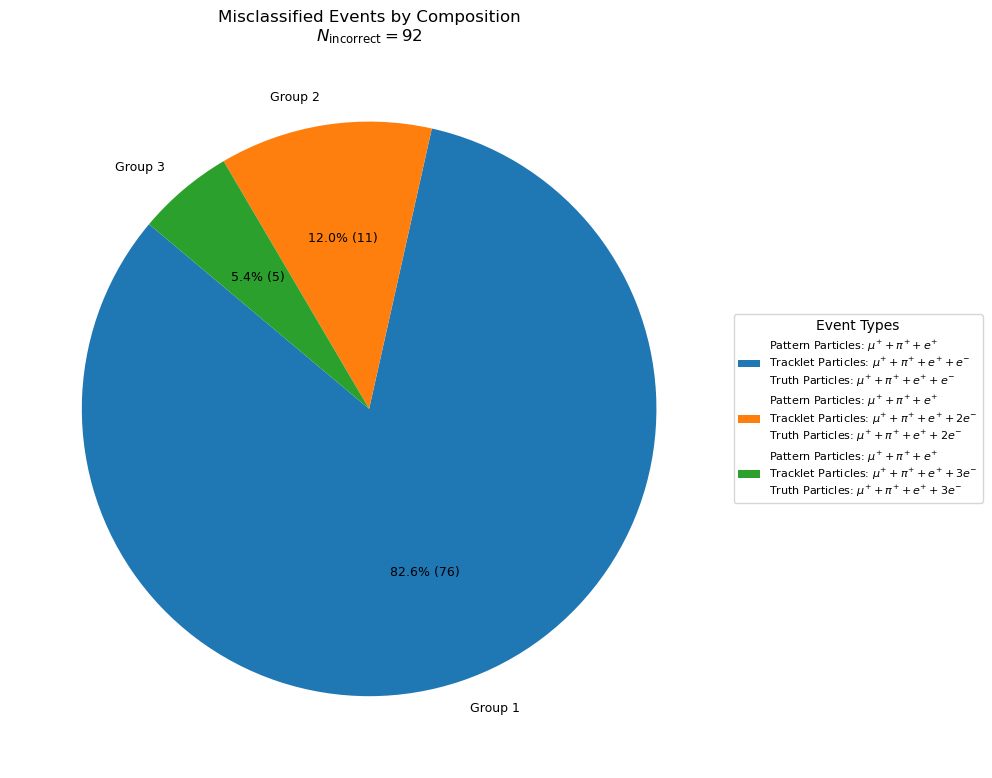 Misclassified Events by Composition
$N_{\mathrm{incorrect}} = 92$
Group 2
Group 3
12.0% (11)
5.4% (5)
82.6% (76)
Group 1
Event Types
Pattern Particles: $\mu^+ + \pi^+ + e^+$
Tracklet Particles: $\mu^+ + \pi^+ + e^+ + e^-$
Truth Particles: $\mu^+ + \pi^+ + e^+ + e^-$
Pattern Particles: $\mu^+ + \pi^+ + e^+$
Tracklet Particles: $\mu^+ + \pi^+ + e^+ + 2e^-$
Truth Particles: $\mu^+ + \pi^+ + e^+ + 2e^-$
Pattern Particles: $\mu^+ + \pi^+ + e^+$
Tracklet Particles: $\mu^+ + \pi^+ + e^+ + 3e^-$
Truth Particles: $\mu^+ + \pi^+ + e^+ + 3e^-$